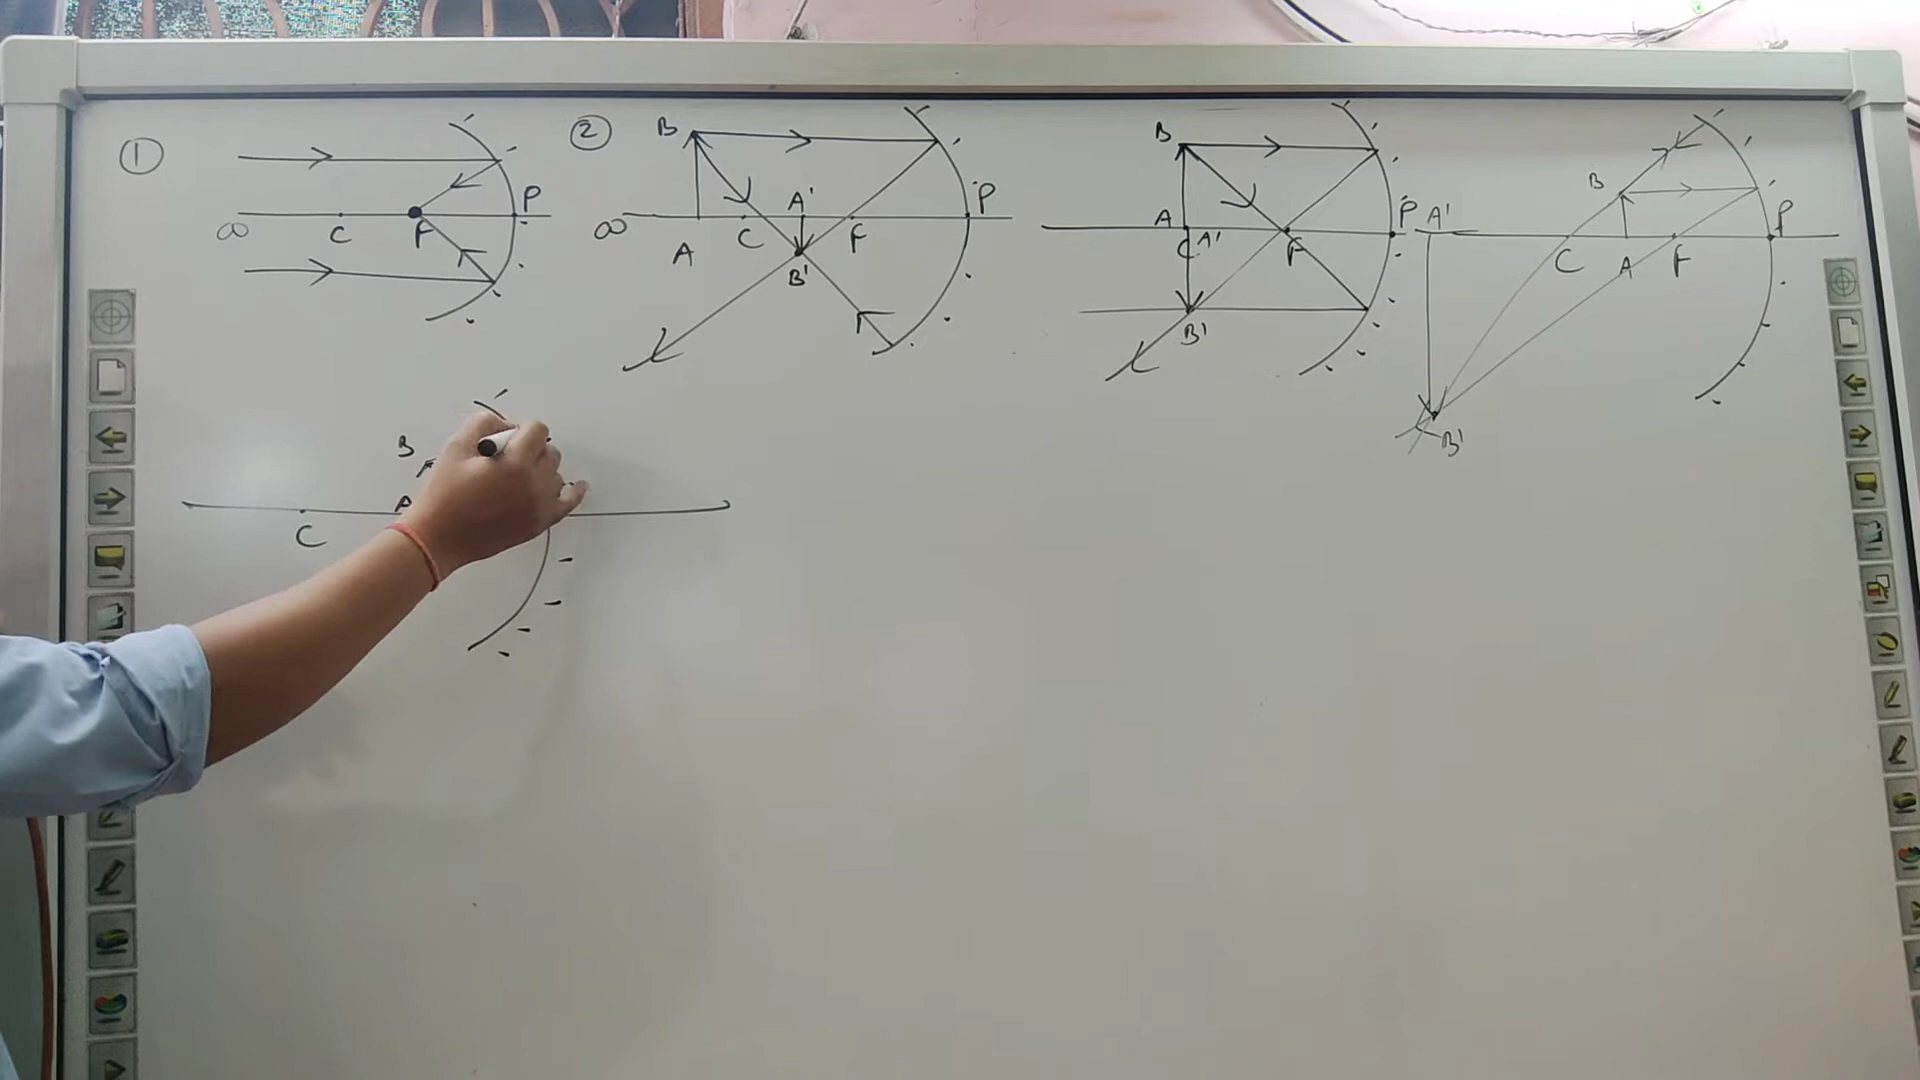 ①
∞ C F P
②
B
A'
∞ A C F P
B'
B
A P
C A' F
B'
B
A' P
C A F
B'
B
A
C